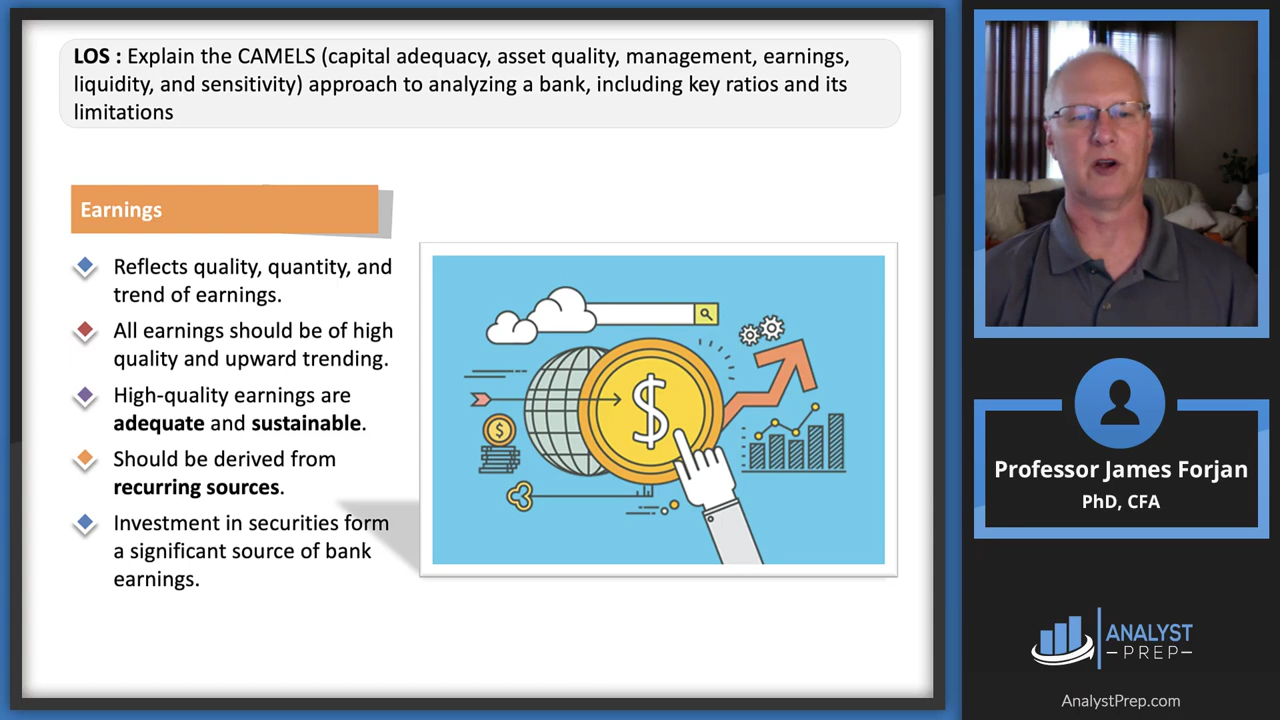 LOS : Explain the CAMELS (capital adequacy, asset quality, management, earnings,
liquidity, and sensitivity) approach to analyzing a bank, including key ratios and its
limitations
Earnings
Reflects quality, quantity, and
trend of earnings.
All earnings should be of high
quality and upward trending.
High-quality earnings are
adequate and sustainable.
Should be derived from
recurring sources.
Investment in securities form
a significant source of bank
earnings.
$
$
Professor James Forjan
PhD, CFA
ANALYST
PREP
AnalystPrep.com